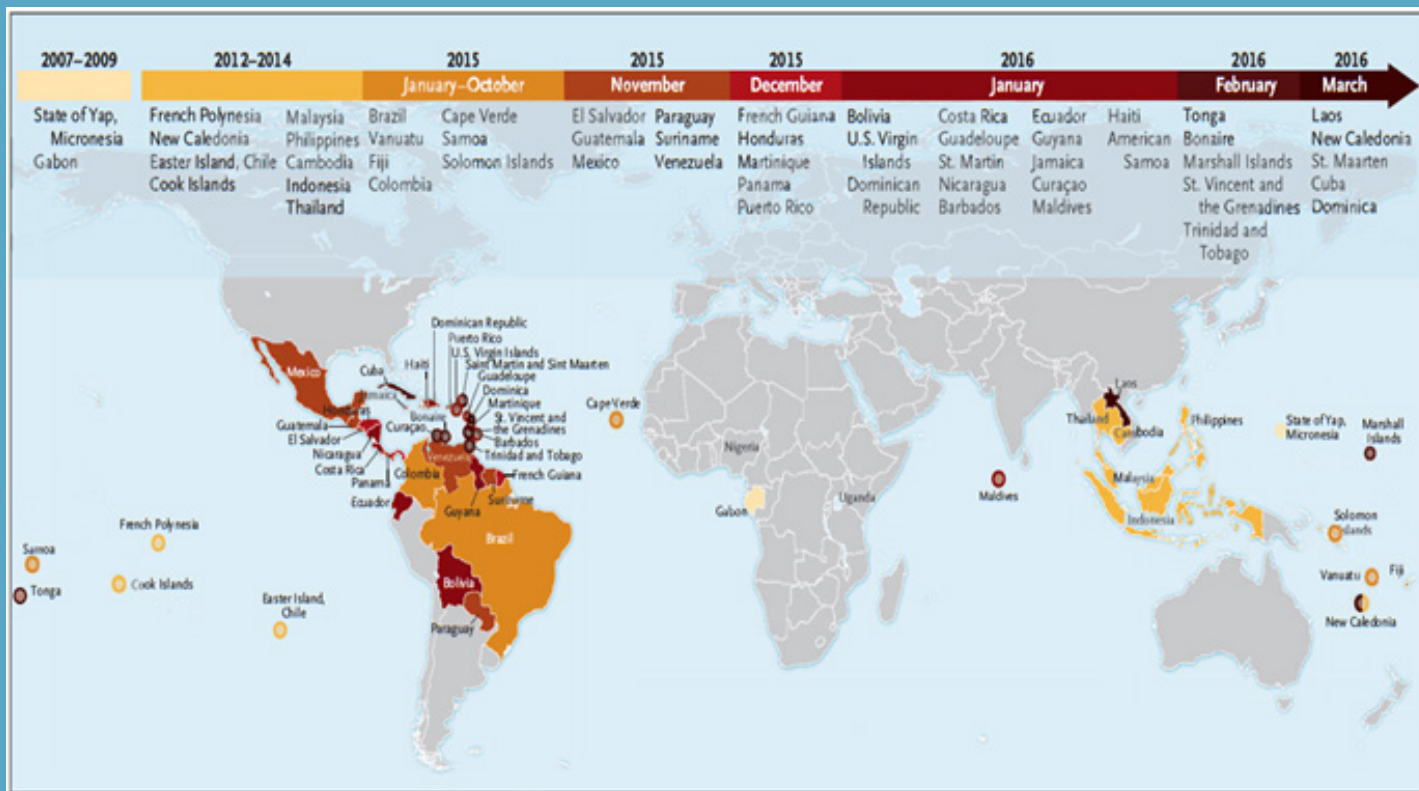 2007–2009
2012–2014
2015
2015
2015
2016
2016
2016
January–October
November
December
January
February
March
State of Yap,
Micronesia
Gabon
French Polynesia
New Caledonia
Easter Island, Chile
Cook Islands
Malaysia
Philippines
Cambodia
Indonesia
Thailand
Brazil
Vanuatu
Fiji
Colombia
Cape Verde
Samoa
Solomon Islands
El Salvador
Guatemala
Mexico
Paraguay
Suriname
Venezuela
French Guiana
Honduras
Martinique
Panama
Puerto Rico
Bolivia
U.S. Virgin
Islands
Dominican
Republic
Costa Rica
Guadeloupe
St. Martin
Nicaragua
Barbados
Ecuador
Guyana
Jamaica
Curaçao
Maldives
Haiti
American
Samoa
Tonga
Bonaire
Marshall Islands
St. Vincent and
the Grenadines
Trinidad and
Tobago
Laos
New Caledonia
St. Maarten
Cuba
Dominica
Dominican Republic
Puerto Rico
U.S. Virgin Islands
Saint Martin and Sint Maarten
Guadeloupe
Dominica
Martinique
St. Vincent and
the Grenadines
Barbados
Trinidad and Tobago
French Guiana
Haiti
Cuba
Jamaica
Mexico
Honduras
Bonaire
Curaçao
Guatemala
El Salvador
Nicaragua
Costa Rica
Panama
Venezuela
Colombia
Ecuador
Guyana
Suriname
Brazil
Bolivia
Paraguay
French Polynesia
Samoa
Tonga
Cook Islands
Easter Island,
Chile
Cape Verde
Nigeria
Gabon
Uganda
Maldives
Laos
Thailand
Cambodia
Philippines
Malaysia
Indonesia
State of Yap,
Micronesia
Marshall
Islands
Solomon
Islands
Vanuatu
Fiji
New Caledonia